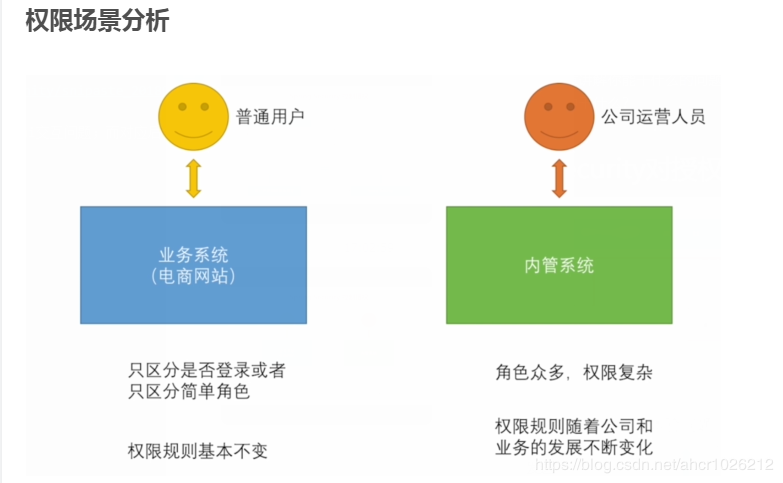 权限场景分析
普通用户
公司运营人员
业务系统
（电商网站）
内管系统
只区分是否登录或者
只区分简单角色
权限规则基本不变
角色众多，权限复杂
权限规则随着公司和
业务的发展不断变化
https://blog.csdn.net/ahcr1026212